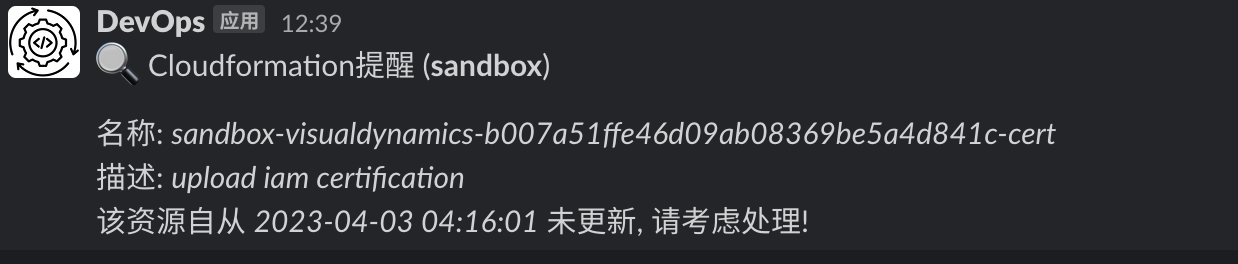 DevOps 应用 12:39
Cloudformation提醒 (sandbox)
名称: sandbox-visualdynamics-b007a51ffe46d09ab08369be5a4d841c-cert
描述: upload iam certification
该资源自从 2023-04-03 04:16:01 未更新, 请考虑处理!